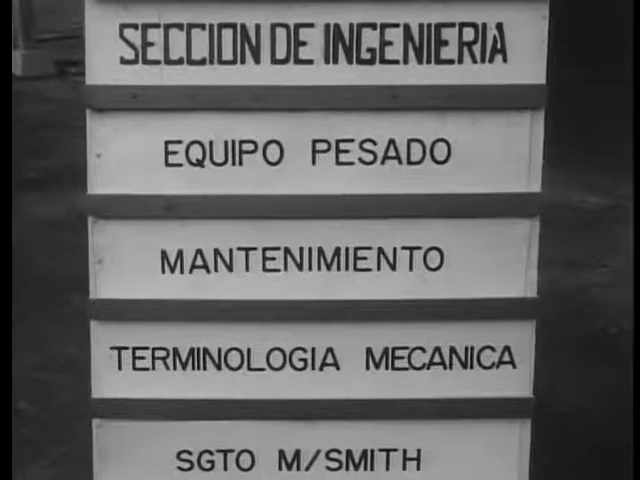 SECCION DE INGENIERIA
EQUIPO PESADO
MANTENIMIENTO
TERMINOLOGIA MECANICA
SGTO M/SMITH